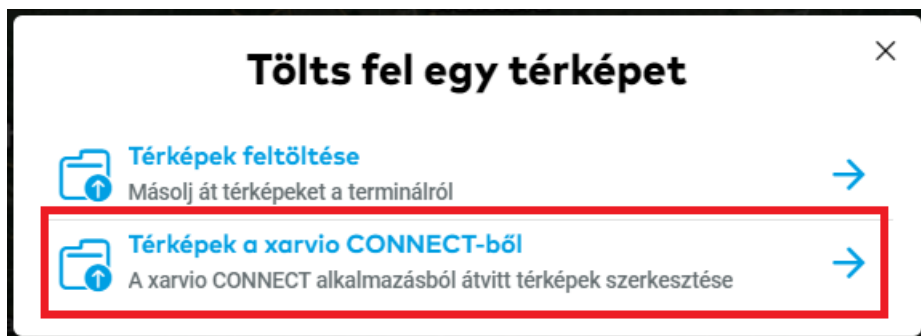 Tölts fel egy térképet
Térképek feltöltése
Másolj át térképeket a terminálról
Térképek a xarvio CONNECT-ből
A xarvio CONNECT alkalmazásból átvitt térképek szerkesztése